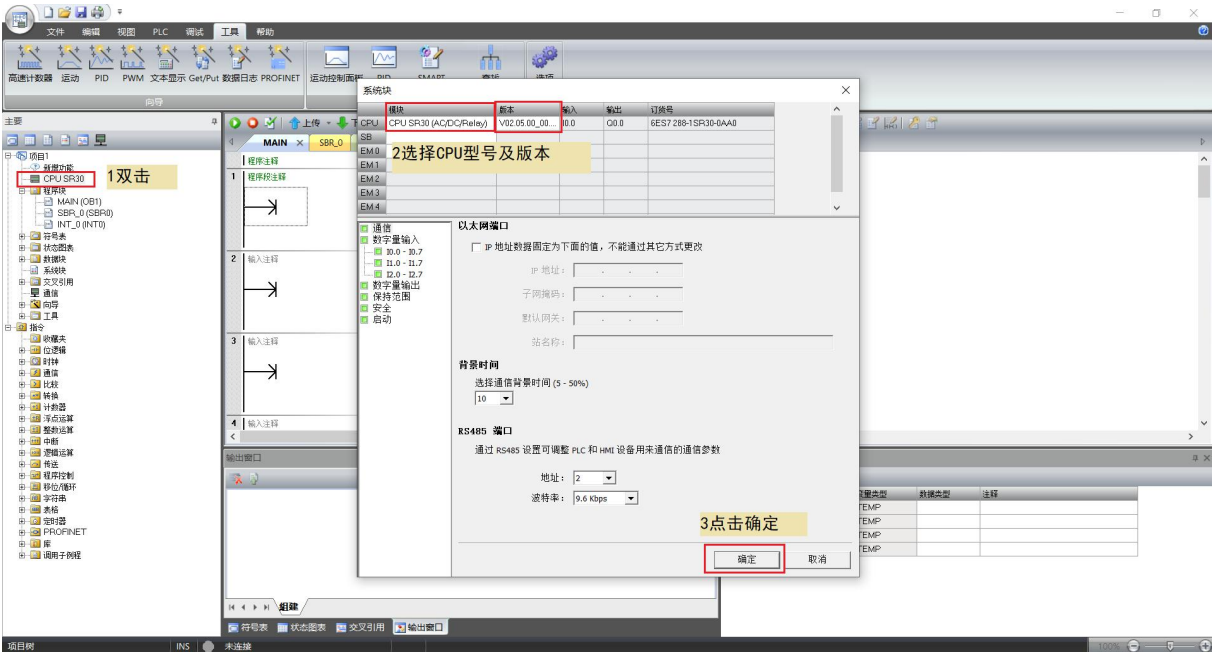 文件 编辑 视图 PLC 调试 工具 帮助
高速计数器 运动 PID PWM 文本显示 Get/Put 数据日志 PROFINET 运动控制面板 PID SMART 查找 选项
向导
主要
项目1
新增功能
CPU SR30
1双击
程序块
MAIN (OB1)
SBR_0 (SBR0)
INT_0 (INT0)
符号表
状态图表
数据块
系统块
交叉引用
通信
向导
工具
指令
收藏夹
位逻辑
时钟
通信
比较
转换
计数器
浮点运算
整数运算
中断
逻辑运算
传送
程序控制
移位/循环
字符串
表格
定时器
PROFINET
库
调用子例程
上传
MAIN × SBR_0
程序注释
1 程序段注释
2 输入注释
3 输入注释
4 输入注释
系统块
模块 版本 输入 输出 订货号
CPU CPU SR30 (AC/DC/Relay) V02.05.00_00.... I0.0 Q0.0 6ES7 288-1SR30-0AA0
SB
EM 0
EM 1
EM 2
EM 3
EM 4
2选择CPU型号及版本
通信
数字量输入
I0.0 - I0.7
I1.0 - I1.7
I2.0 - I2.7
数字量输出
保持范围
安全
启动
以太网端口
IP 地址数据固定为下面的值，不能通过其它方式更改
IP 地址：
子网掩码：
默认网关：
站名称：
背景时间
选择通信背景时间 (5 - 50%)
10
RS485 端口
通过 RS485 设置可调整 PLC 和 HMI 设备用来通信的通信参数
地址： 2
波特率： 9.6 Kbps
3点击确定
确定 取消
输出窗口
组建
符号表 状态图表 交叉引用 输出窗口
变量类型 数据类型 注释
TEMP
TEMP
TEMP
TEMP
项目树 INS 未连接 100%